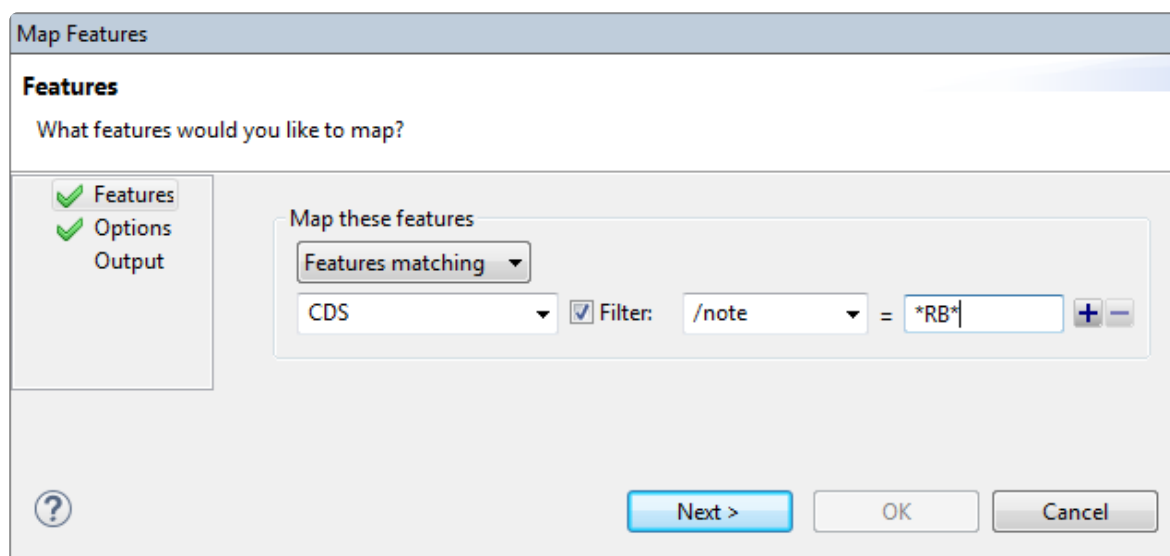 Map Features
Features
What features would you like to map?
Features
Options
Output
Map these features
Features matching
CDS Filter: /note = *RB*
Next > OK Cancel